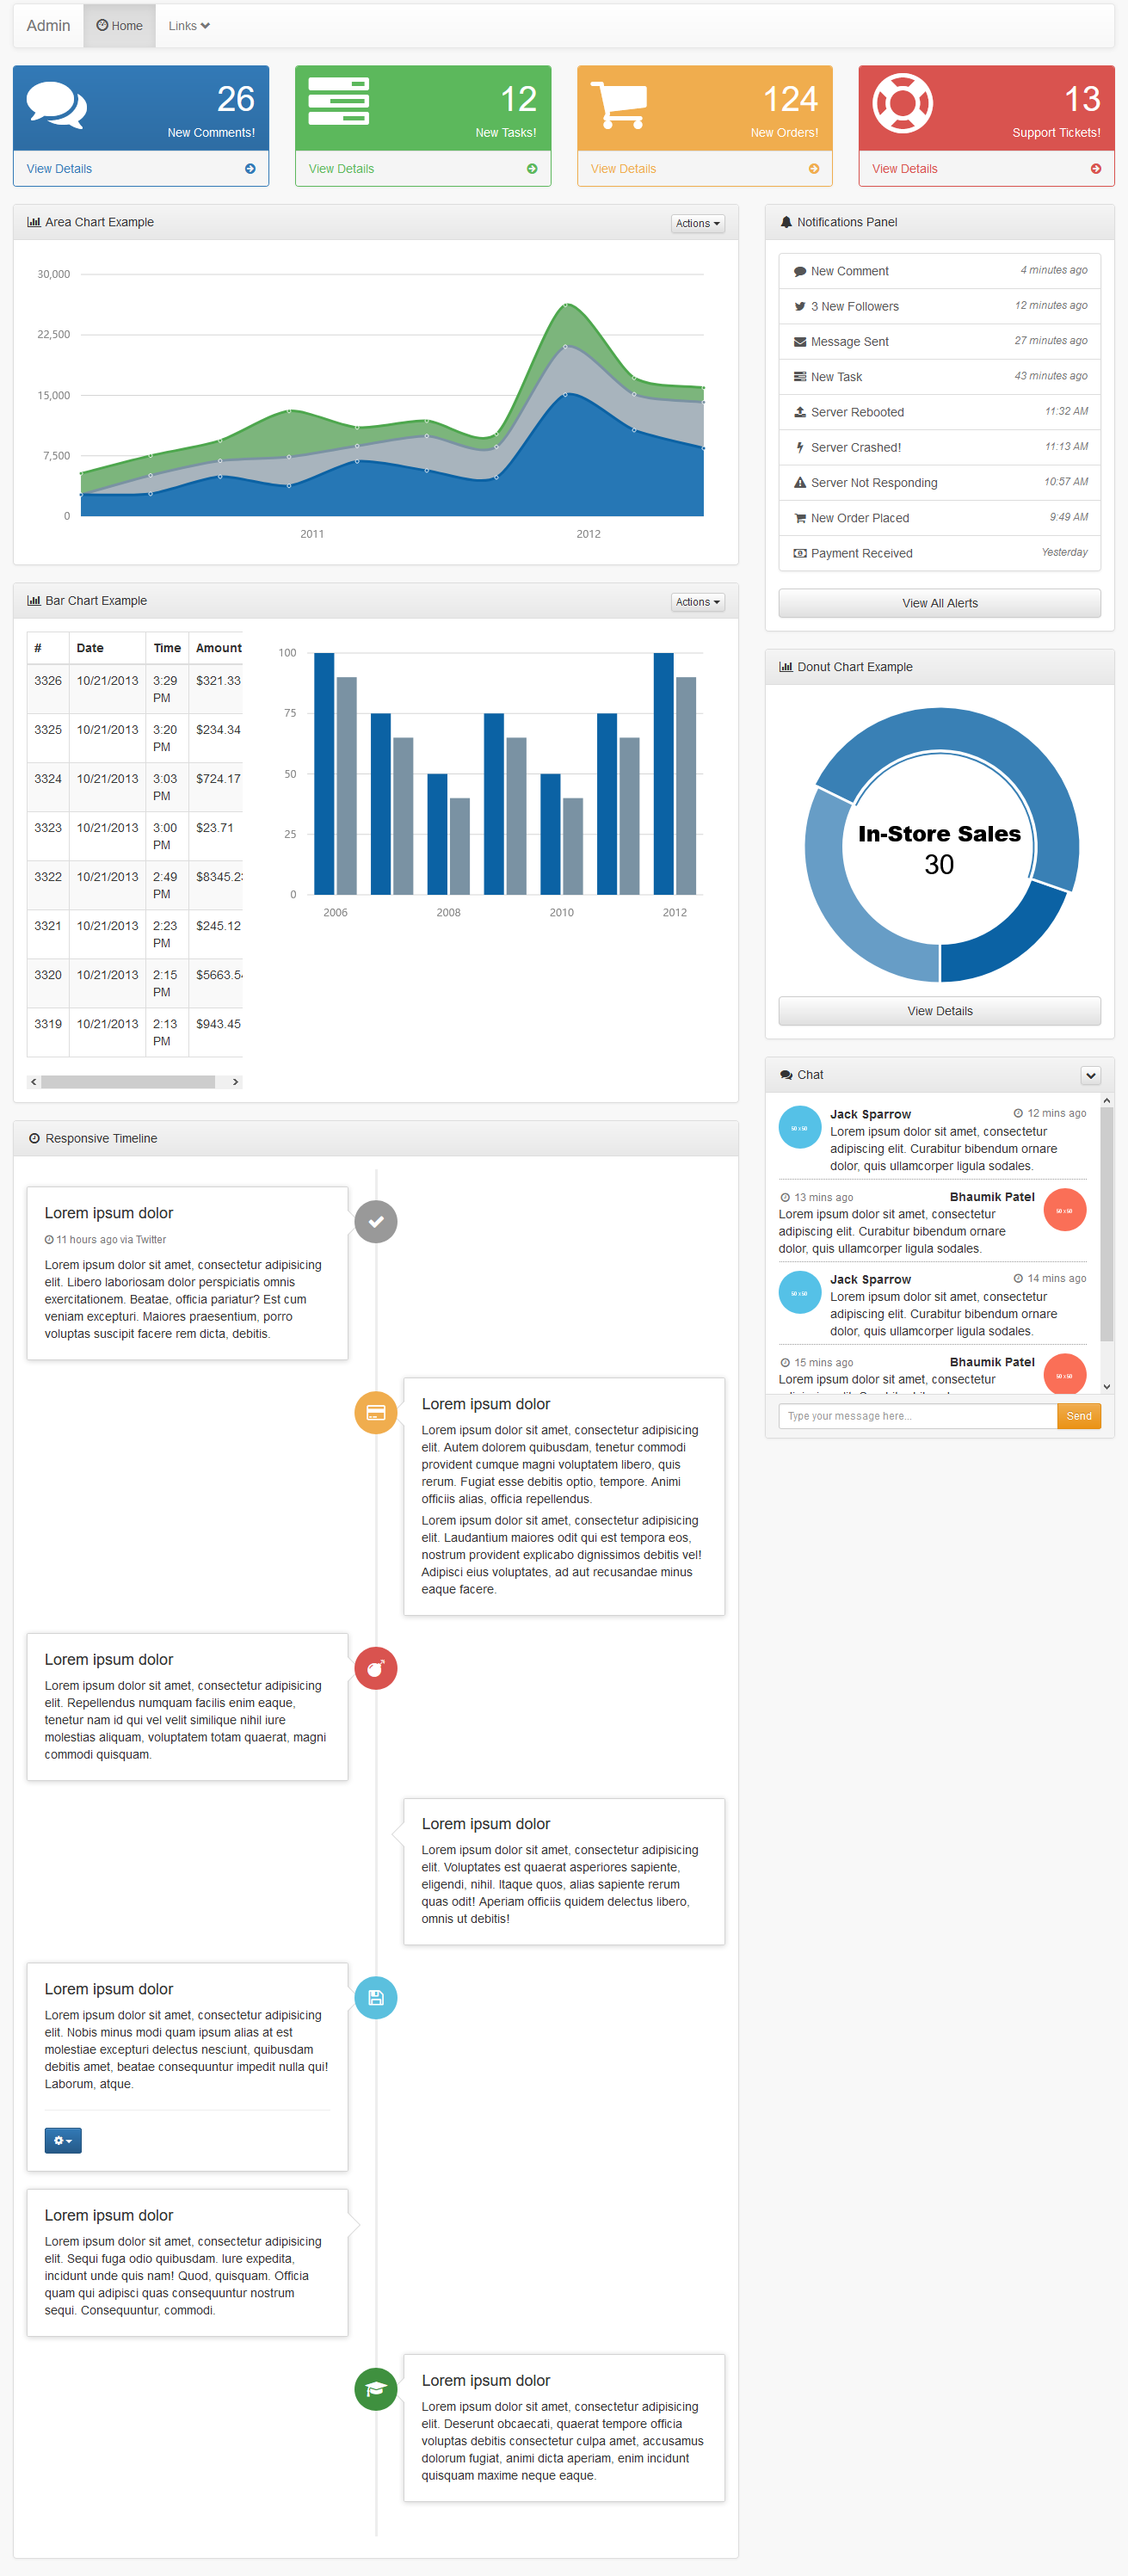 Admin
Home
Links
26
New Comments!
View Details
12
New Tasks!
View Details
124
New Orders!
View Details
13
Support Tickets!
View Details
Area Chart Example
Actions
30,000
22,500
15,000
7,500
0
2011
2012
Bar Chart Example
Actions
# Date Time Amount
3326 10/21/2013 3:29 PM $321.33
3325 10/21/2013 3:20 PM $234.34
3324 10/21/2013 3:03 PM $724.17
3323 10/21/2013 3:00 PM $23.71
3322 10/21/2013 2:49 PM $8345.2
3321 10/21/2013 2:23 PM $245.12
3320 10/21/2013 2:15 PM $5663.5
3319 10/21/2013 2:13 PM $943.45
100
75
50
25
0
2006
2008
2010
2012
Responsive Timeline
Lorem ipsum dolor
11 hours ago via Twitter
Lorem ipsum dolor sit amet, consectetur adipisicing
elit. Libero laboriosam dolor perspiciatis omnis
exercitationem. Beatae, officia pariatur? Est cum
veniam excepturi. Maiores praesentium, porro
voluptas suscipit facere rem dicta, debitis.
Lorem ipsum dolor
Lorem ipsum dolor sit amet, consectetur adipisicing
elit. Autem dolorem quibusdam, tenetur commodi
provident cumque magni voluptatem libero, quis
rerum. Fugiat esse debitis optio, tempore. Animi
officiis alias, officia repellendus.
Lorem ipsum dolor sit amet, consectetur adipisicing
elit. Laudantium maiores odit qui est tempora eos,
nostrum provident explicabo dignissimos debitis vel!
Adipisci eius voluptates, ad aut recusandae minus
eaque facere.
Lorem ipsum dolor
Lorem ipsum dolor sit amet, consectetur adipisicing
elit. Repellendus numquam facilis enim eaque,
tenetur nam id qui vel velit similique nihil iure
molestias aliquam, voluptatem totam quaerat, magni
commodi quisquam.
Lorem ipsum dolor
Lorem ipsum dolor sit amet, consectetur adipisicing
elit. Voluptates est quaerat asperiores sapiente,
eligendi, nihil. Itaque quos, alias sapiente rerum
quas odit! Aperiam officiis quidem delectus libero,
omnis ut debitis!
Lorem ipsum dolor
Lorem ipsum dolor sit amet, consectetur adipisicing
elit. Nobis minus modi quam ipsum alias at est
molestiae excepturi delectus nesciunt, quibusdam
debitis amet, beatae consequuntur impedit nulla qui!
Laborum, atque.
Lorem ipsum dolor
Lorem ipsum dolor sit amet, consectetur adipisicing
elit. Sequi fuga odio quibusdam. Iure expedita,
incidunt unde quis nam! Quod, quisquam. Officia
quam qui adipisci quas consequuntur nostrum
sequi. Consequuntur, commodi.
Lorem ipsum dolor
Lorem ipsum dolor sit amet, consectetur adipisicing
elit. Deserunt obcaecati, quaerat tempore officia
voluptas debitis consectetur culpa amet, accusamus
dolorum fugiat, animi dicta aperiam, enim incidunt
quisquam maxime neque eaque.
Notifications Panel
New Comment 4 minutes ago
3 New Followers 12 minutes ago
Message Sent 27 minutes ago
New Task 43 minutes ago
Server Rebooted 11:32 AM
Server Crashed! 11:13 AM
Server Not Responding 10:57 AM
New Order Placed 9:49 AM
Payment Received Yesterday
View All Alerts
Donut Chart Example
In-Store Sales
30
View Details
Chat
50 x 50
Jack Sparrow 12 mins ago
Lorem ipsum dolor sit amet, consectetur
adipiscing elit. Curabitur bibendum ornare
dolor, quis ullamcorper ligula sodales.
13 mins ago Bhaumik Patel
50 x 50
Lorem ipsum dolor sit amet, consectetur
adipiscing elit. Curabitur bibendum ornare
dolor, quis ullamcorper ligula sodales.
50 x 50
Jack Sparrow 14 mins ago
Lorem ipsum dolor sit amet, consectetur
adipiscing elit. Curabitur bibendum ornare
dolor, quis ullamcorper ligula sodales.
15 mins ago Bhaumik Patel
50 x 50
Lorem ipsum dolor sit amet, consectetur
Type your message here...
Send